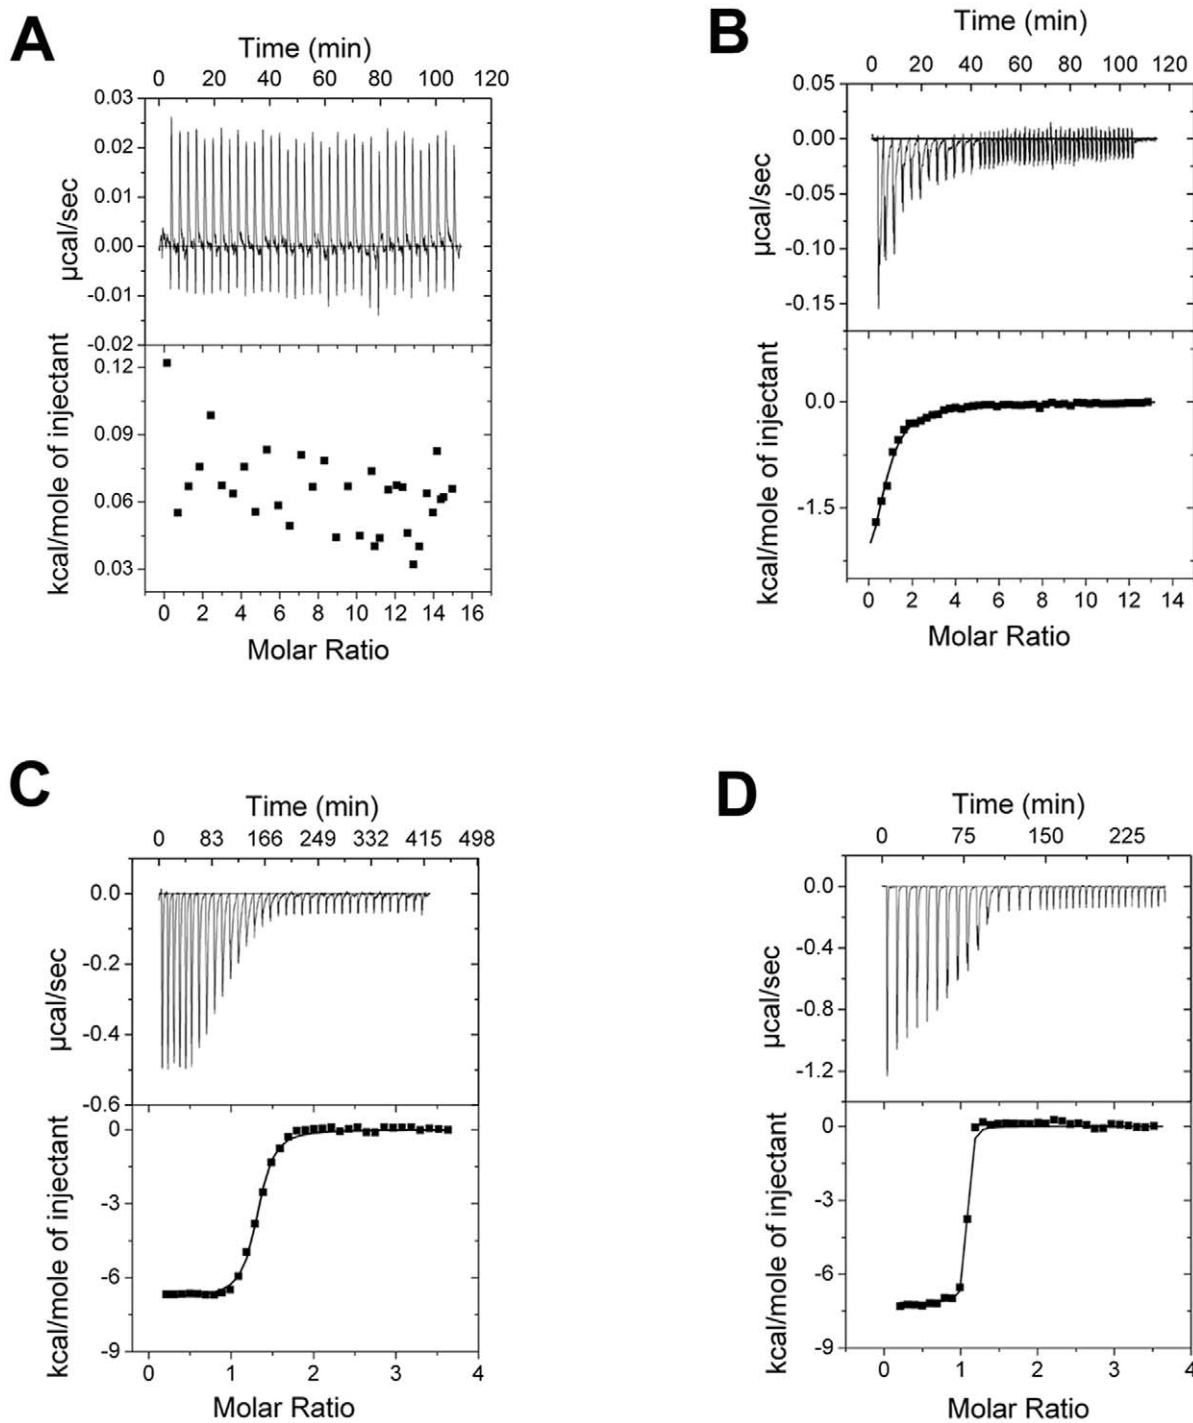 A
Time (min)
0 20 40 60 80 100 120
0.03
0.02
0.01
0.00
-0.01
-0.02
µcal/sec
0.12
0.09
0.06
0.03
kcal/mole of injectant
0 2 4 6 8 10 12 14 16
Molar Ratio
B
Time (min)
0 20 40 60 80 100 120
0.05
0.00
-0.05
-0.10
-0.15
µcal/sec
0.0
-1.5
kcal/mole of injectant
0 2 4 6 8 10 12 14
Molar Ratio
C
Time (min)
0 83 166 249 332 415 498
0.0
-0.2
-0.4
-0.6
µcal/sec
0
-3
-6
-9
kcal/mole of injectant
0 1 2 3 4
Molar Ratio
D
Time (min)
0 75 150 225
0.0
-0.4
-0.8
-1.2
µcal/sec
0
-3
-6
-9
kcal/mole of injectant
0 1 2 3 4
Molar Ratio